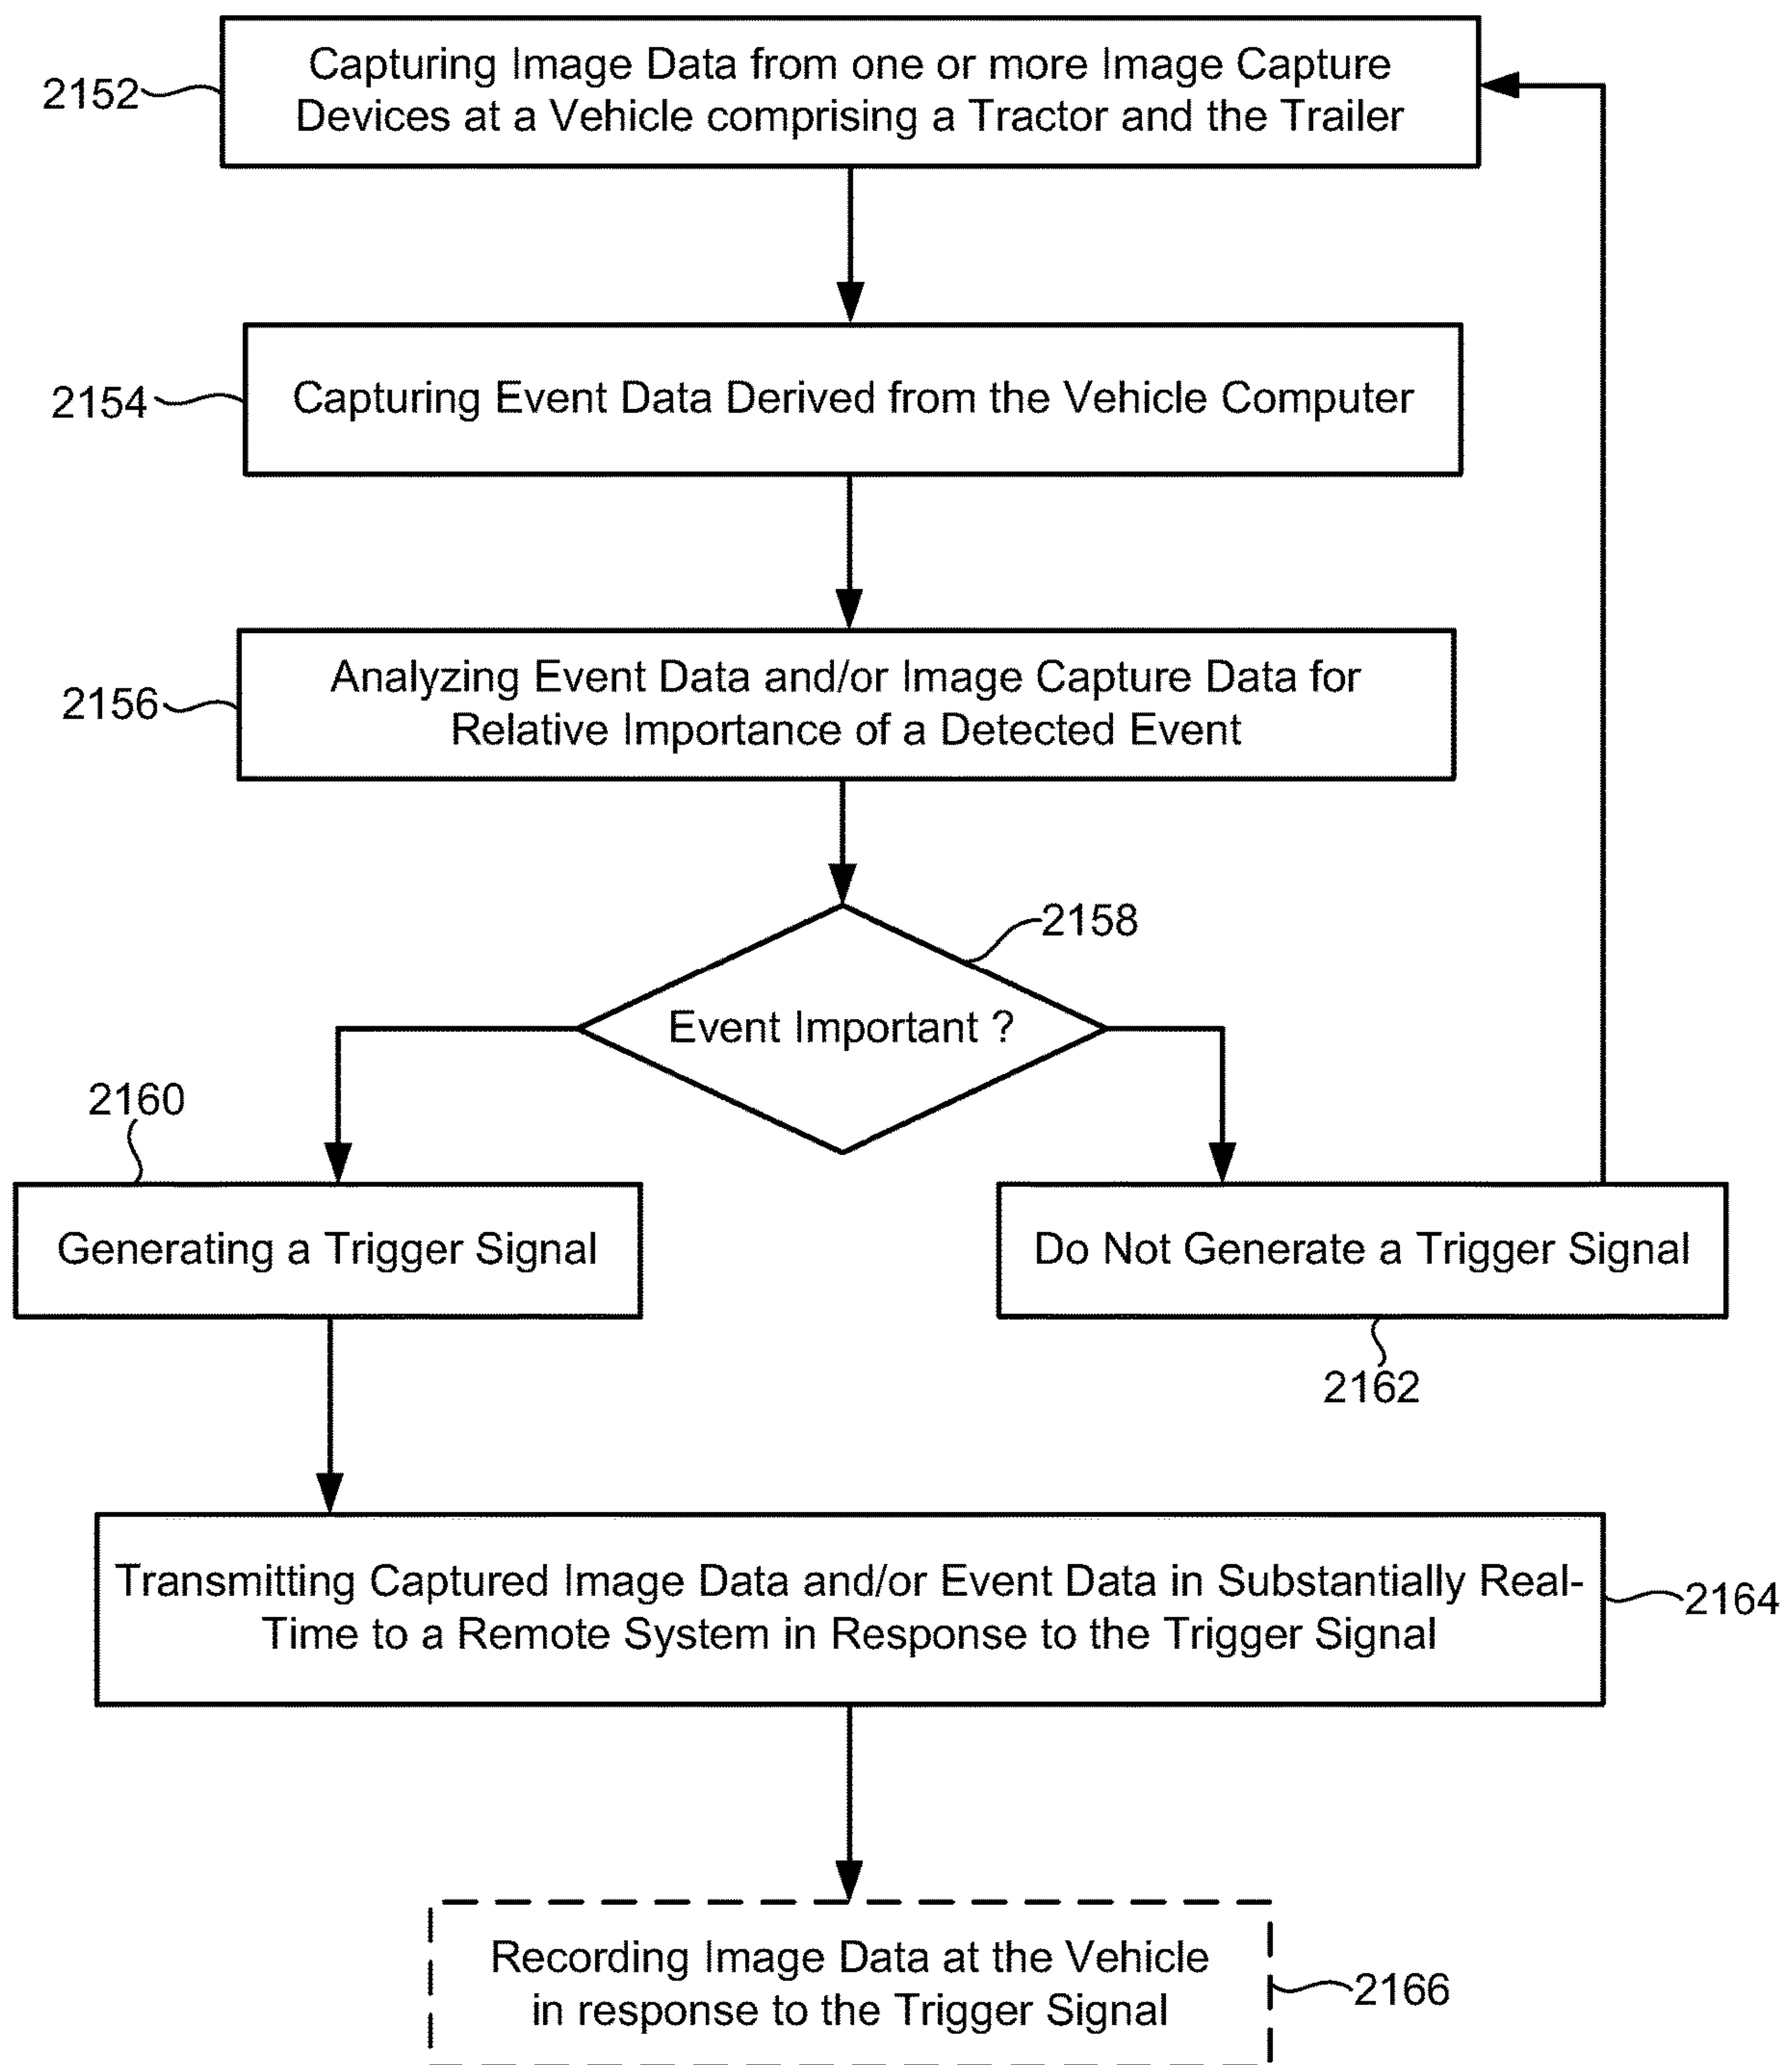 Capturing Image Data from one or more Image Capture
Devices at a Vehicle comprising a Tractor and the Trailer
2152
Capturing Event Data Derived from the Vehicle Computer
2154
Analyzing Event Data and/or Image Capture Data for
Relative Importance of a Detected Event
2156
2158
Event Important ?
2160
Generating a Trigger Signal
Do Not Generate a Trigger Signal
2162
Transmitting Captured Image Data and/or Event Data in Substantially Real-
Time to a Remote System in Response to the Trigger Signal
2164
Recording Image Data at the Vehicle
in response to the Trigger Signal
2166